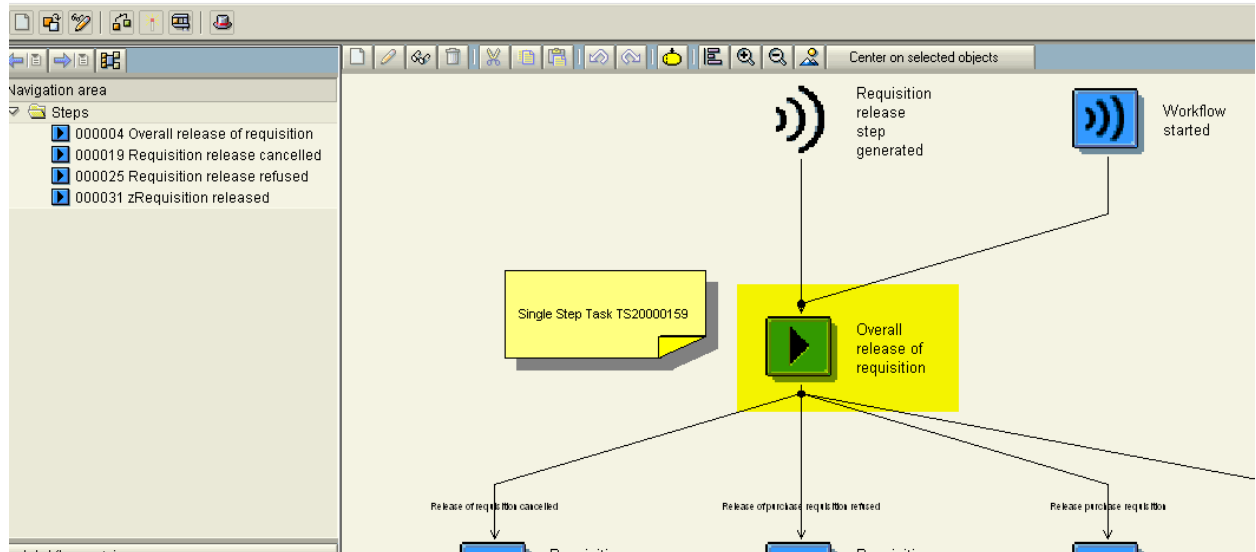 Center on selected objects
Navigation area
Steps
000004 Overall release of requisition
000019 Requisition release cancelled
000025 Requisition release refused
000031 zRequisition released
Requisition
release
step
generated
Workflow
started
Single Step Task TS20000159
Overall
release of
requisition
Release of requisition cancelled
Release of purchase requisition refused
Release purchase requisition
Requisition
Requisition